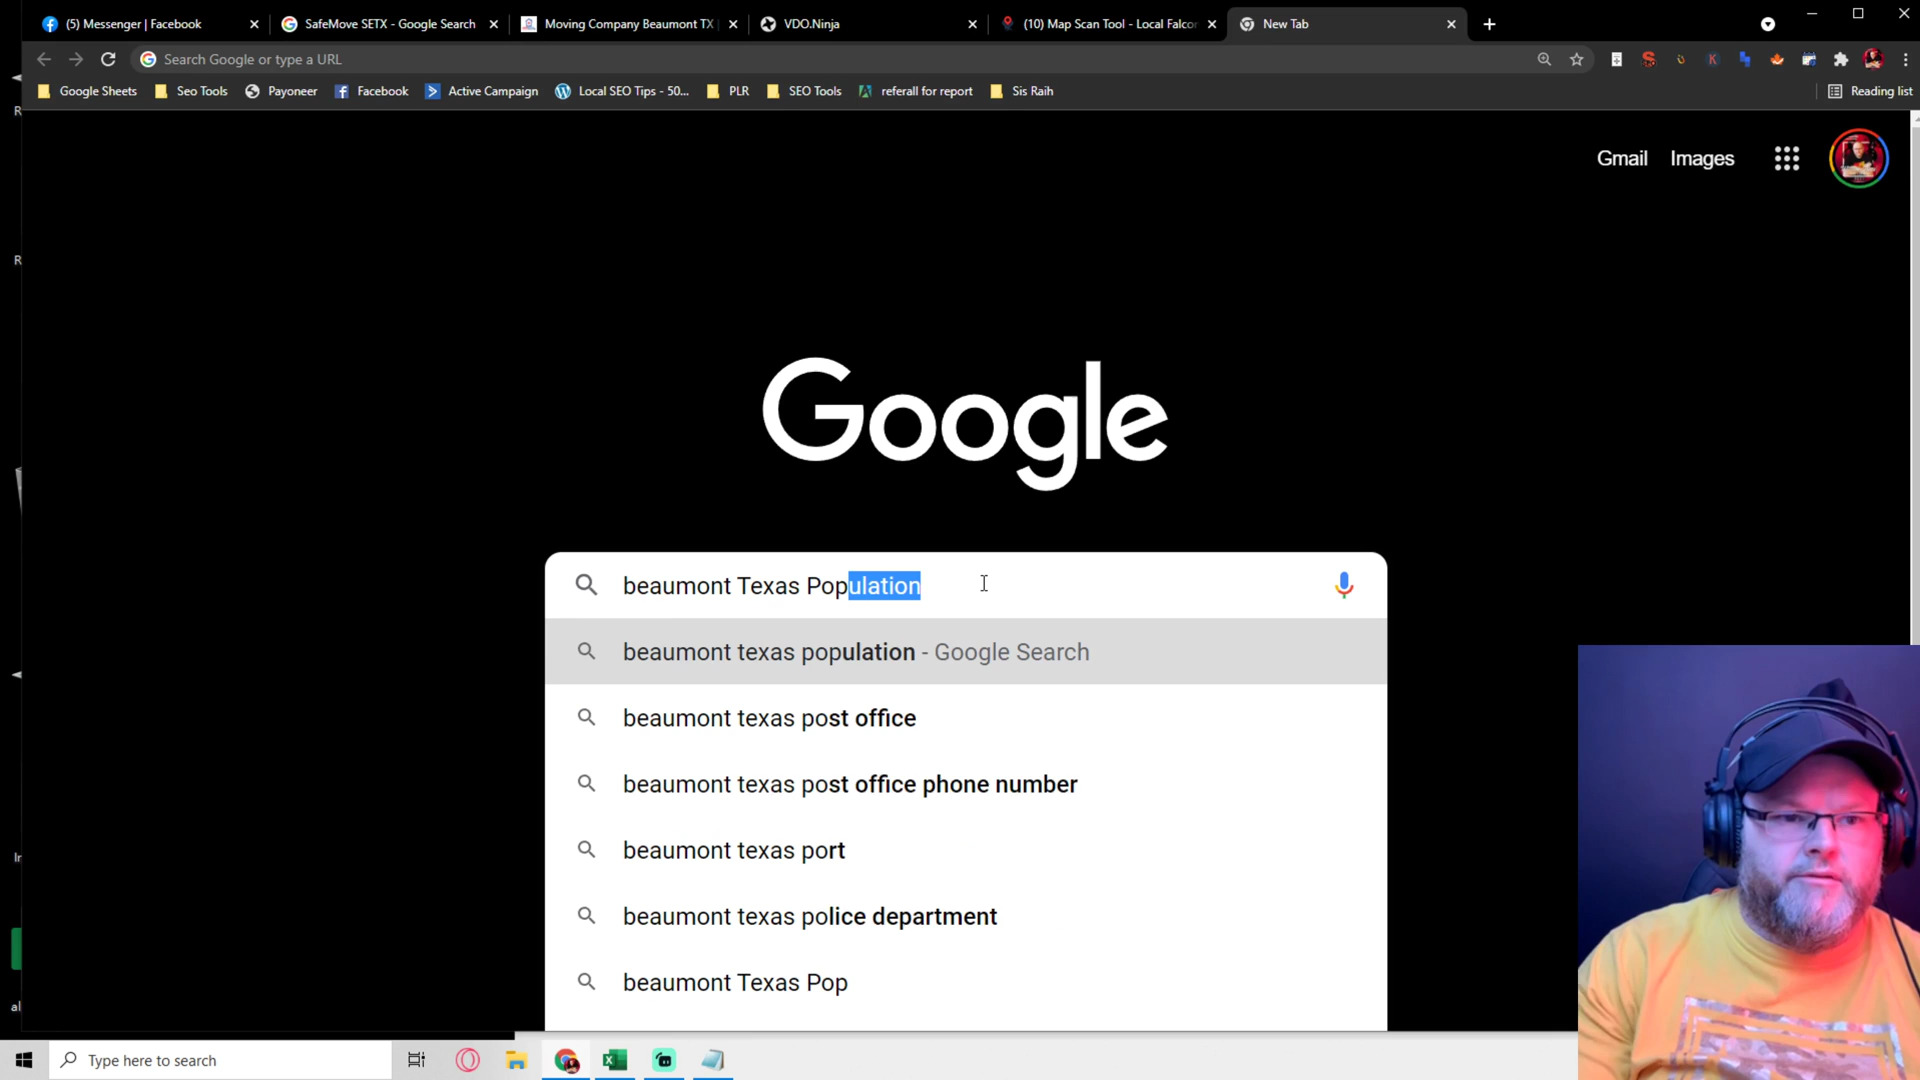 (5) Messenger | Facebook
SafeMove SETX - Google Search
Moving Company Beaumont TX |
VDO.Ninja
(10) Map Scan Tool - Local Falcon
New Tab
Search Google or type a URL
Google Sheets
Seo Tools
Payoneer
Facebook
Active Campaign
Local SEO Tips - 50...
PLR
SEO Tools
referall for report
Sis Raih
Reading list
Gmail
Images
Google
beaumont Texas Population
beaumont texas population - Google Search
beaumont texas post office
beaumont texas post office phone number
beaumont texas port
beaumont texas police department
beaumont Texas Pop
Type here to search